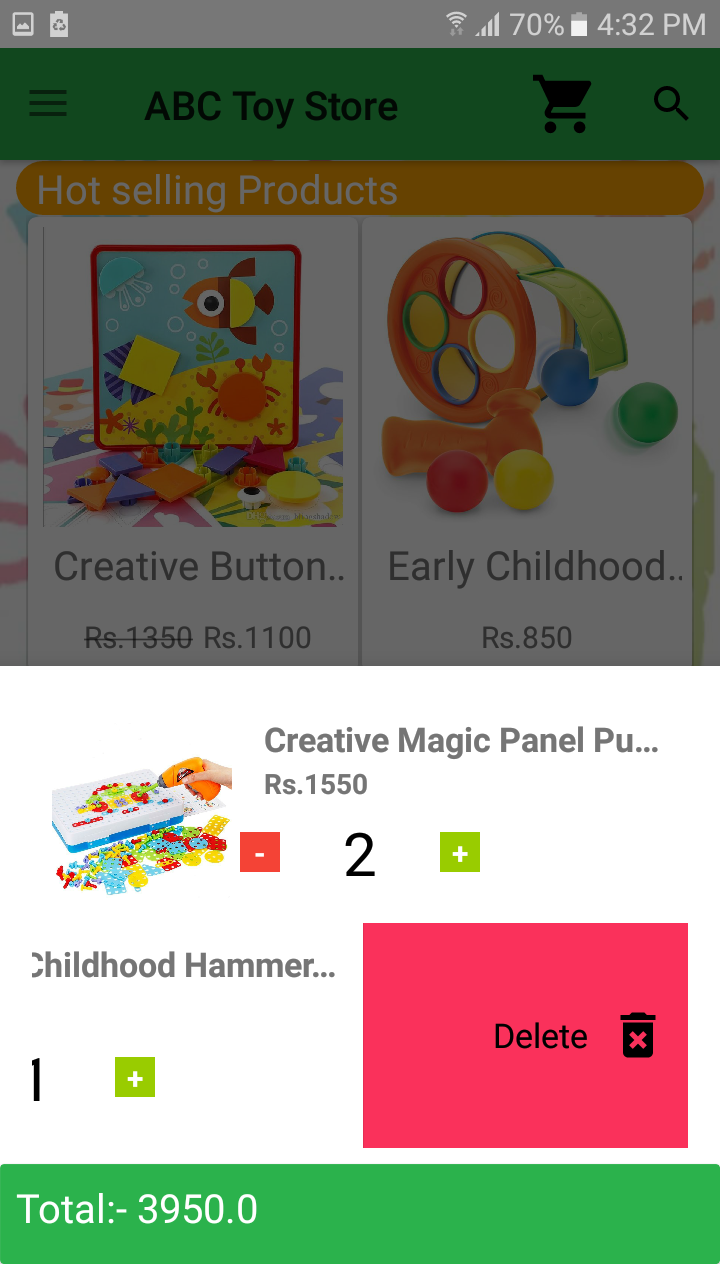 70% 4:32 PM
ABC Toy Store
Hot selling Products
Creative Button..
Early Childhood..
Rs.1350 Rs.1100
Rs.850
Creative Magic Panel Pu...
Rs.1550
- 2 +
Childhood Hammer...
Delete
1 +
Total:- 3950.0